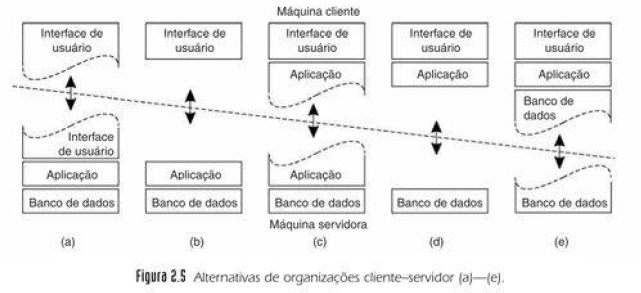 Máquina cliente
Interface de
usuário
Interface de
usuário
Interface de
usuário
Interface de
usuário
Interface de
usuário
Aplicação
Aplicação
Aplicação
Banco de
dados
Interface
de usuário
Aplicação
Aplicação
Aplicação
Banco de dados
Banco de dados
Banco de dados
Banco de dados
Banco de dados
Máquina servidora
(a)
(b)
(c)
(d)
(e)
Figura 2.5 Alternativas de organizações cliente–servidor (a)—(e).